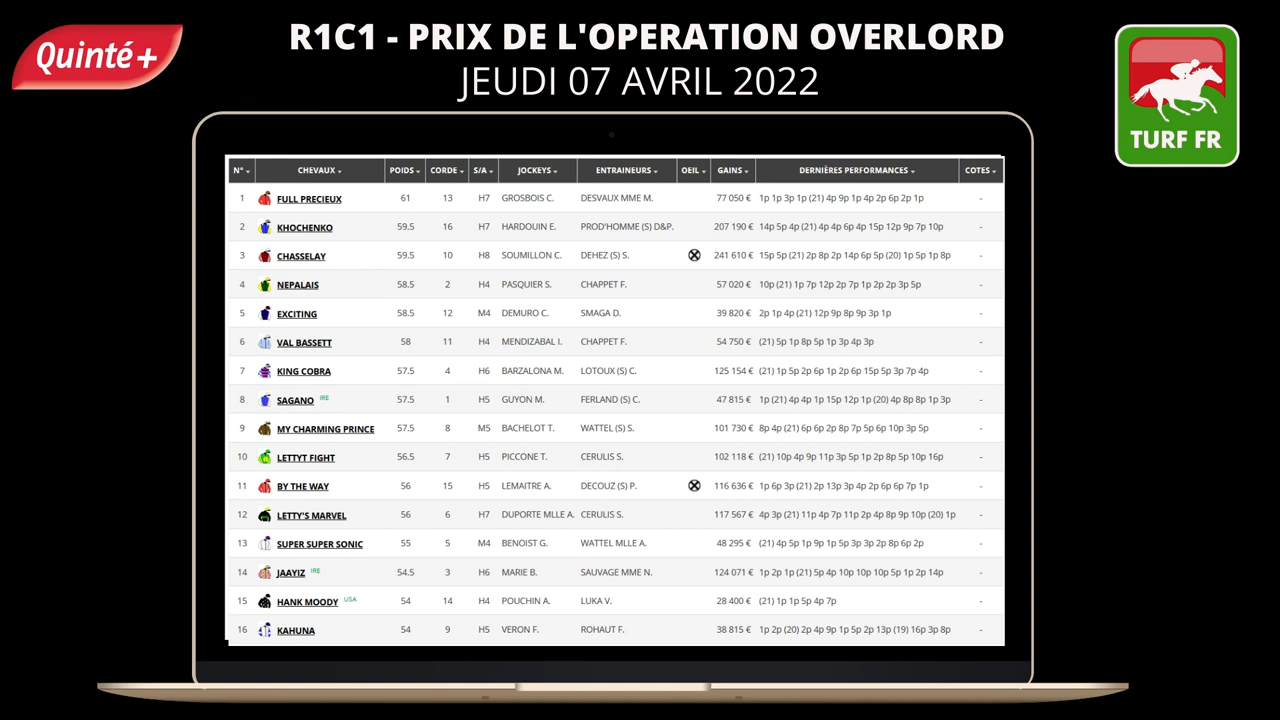 Quinté+
R1C1 - PRIX DE L'OPERATION OVERLORD
JEUDI 07 AVRIL 2022
TURF FR
N° CHEVAUX POIDS CORDE S/A JOCKEYS ENTRAINEURS OEIL GAINS DERNIÈRES PERFORMANCES COTES
1 FULL PRECIEUX 61 13 H7 GROSBOIS C. DESVAUX MME M. 77 050 € 1p 1p 3p 1p (21) 4p 9p 1p 4p 2p 6p 2p 1p -
2 KHOCHENKO 59.5 16 H7 HARDOUIN E. PROD'HOMME (S) D&P. 207 190 € 14p 5p 4p (21) 4p 4p 6p 4p 15p 12p 9p 7p 10p -
3 CHASSELAY 59.5 10 H8 SOUMILLON C. DEHEZ (S) S. 241 610 € 15p 5p (21) 2p 8p 2p 14p 6p 5p (20) 1p 5p 1p 8p -
4 NEPALAIS 58.5 2 H4 PASQUIER S. CHAPPET F. 57 020 € 10p (21) 1p 7p 12p 2p 7p 1p 2p 2p 3p 5p -
5 EXCITING 58.5 12 M4 DEMURO C. SMAGA D. 39 820 € 2p 1p 4p (21) 12p 9p 8p 9p 3p 1p -
6 VAL BASSETT 58 11 H4 MENDIZABAL I. CHAPPET F. 54 750 € (21) 5p 1p 8p 5p 1p 3p 4p 3p -
7 KING COBRA 57.5 4 H6 BARZALONA M. LOTOUX (S) C. 125 154 € (21) 1p 5p 2p 6p 1p 2p 6p 15p 5p 3p 7p 4p -
8 SAGANO IRE 57.5 1 H5 GUYON M. FERLAND (S) C. 47 815 € 1p (21) 4p 4p 1p 15p 12p 1p (20) 4p 8p 8p 1p 3p -
9 MY CHARMING PRINCE 57.5 8 M5 BACHELOT T. WATTEL (S) S. 101 730 € 8p 4p (21) 6p 6p 2p 8p 7p 5p 6p 10p 3p 5p -
10 LETTYT FIGHT 56.5 7 H5 PICCONE T. CERULIS S. 102 118 € (21) 10p 4p 9p 11p 3p 5p 1p 2p 8p 5p 10p 16p -
11 BY THE WAY 56 15 H5 LEMAITRE A. DECOUZ (S) P. 116 636 € 1p 6p 3p (21) 2p 13p 3p 4p 2p 6p 6p 7p 1p -
12 LETTY'S MARVEL 56 6 H7 DUPORTE MLLE A. CERULIS S. 117 567 € 4p 3p (21) 11p 4p 7p 11p 2p 4p 8p 9p 10p (20) 1p -
13 SUPER SUPER SONIC 55 5 M4 BENOIST G. WATTEL MLLE A. 48 295 € (21) 4p 5p 1p 9p 1p 5p 3p 3p 2p 8p 6p 2p -
14 JAAYIZ IRE 54.5 3 H6 MARIE B. SAUVAGE MME N. 124 071 € 1p 2p 1p (21) 5p 4p 10p 10p 10p 5p 1p 2p 14p -
15 HANK MOODY USA 54 14 H4 POUCHIN A. LUKA V. 28 400 € (21) 1p 1p 5p 4p 7p -
16 KAHUNA 54 9 H5 VERON F. ROHAUT F. 38 815 € 1p 2p (20) 2p 4p 9p 1p 5p 2p 13p (19) 16p 3p 8p -